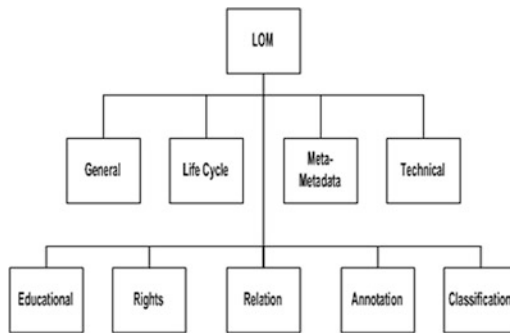 LOM
General
Life Cycle
Meta-
Metadata
Technical
Educational
Rights
Relation
Annotation
Classification